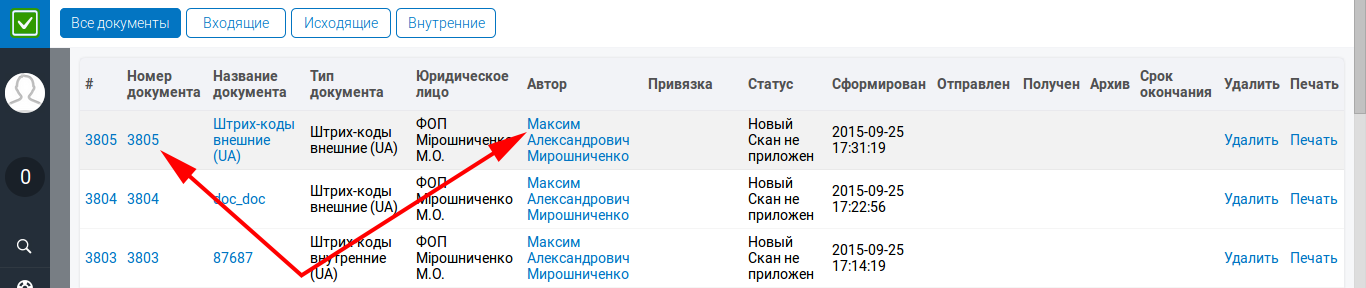 Все документы Входящие Исходящие Внутренние
# Номер документа Название документа Тип документа Юридическое лицо Автор Привязка Статус Сформирован Отправлен Получен Архив Срок окончания Удалить Печать
3805 3805 Штрих-коды внешние (UA) Штрих-коды внешние (UA) ФОП Мірошниченко М.О. Максим Александрович Мирошниченко Новый Скан не приложен 2015-09-25 17:31:19 Удалить Печать
0
3804 3804 doc_doc Штрих-коды внешние (UA) ФОП Мірошниченко М.О. Максим Александрович Мирошниченко Новый Скан не приложен 2015-09-25 17:22:56 Удалить Печать
3803 3803 87687 Штрих-коды внутренние (UA) ФОП Мірошниченко М.О. Максим Александрович Мирошниченко Новый Скан не приложен 2015-09-25 17:14:19 Удалить Печать